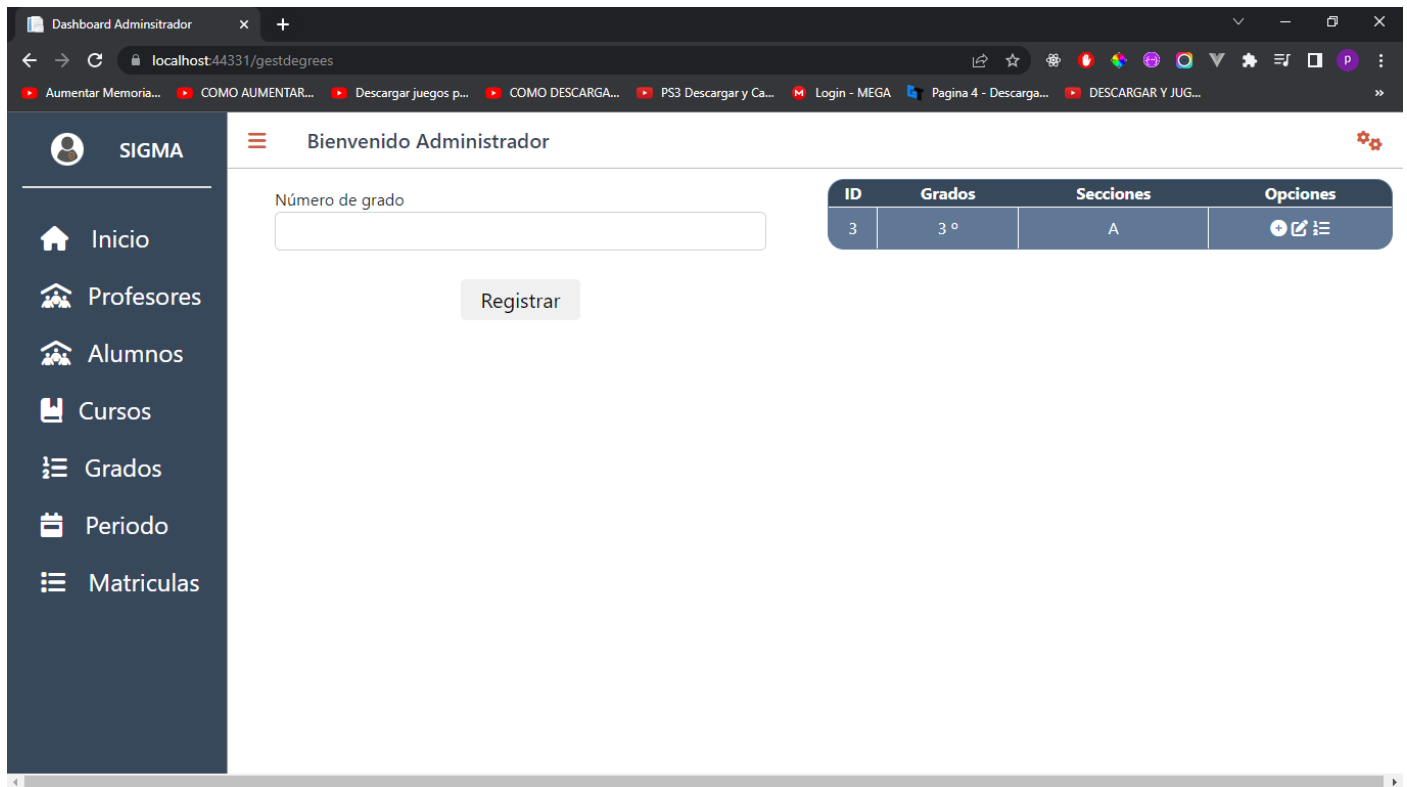 Dashboard Adminsitrador
localhost:44331/gestdegrees
P
Aumentar Memoria... COMO AUMENTAR... Descargar juegos p... COMO DESCARGA... PS3 Descargar y Ca... Login - MEGA Pagina 4 - Descarga... DESCARGAR Y JUG... »
SIGMA
Bienvenido Administrador
Inicio
Profesores
Alumnos
Cursos
Grados
Periodo
Matriculas
Número de grado
Registrar
ID Grados Secciones Opciones
3 3 º A